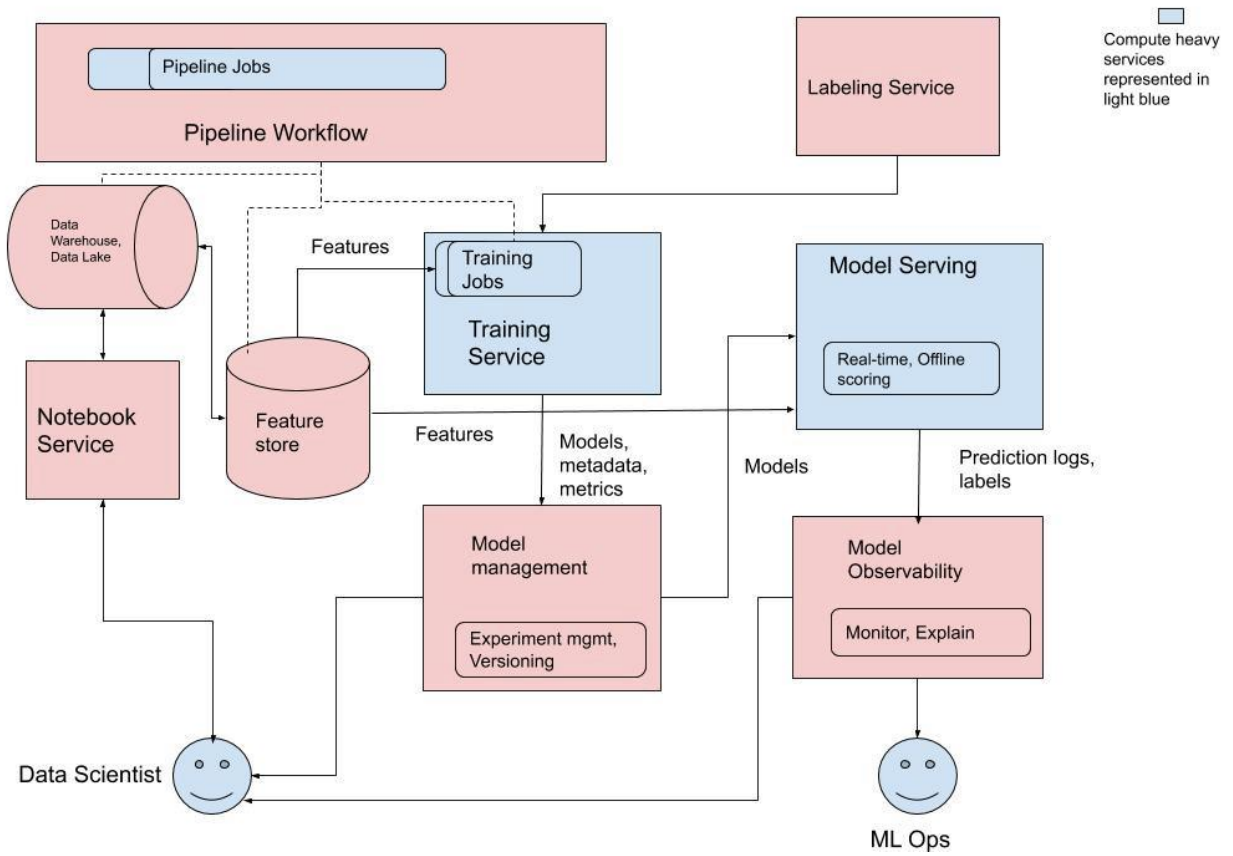 Pipeline Jobs
Pipeline Workflow
Labeling Service
Compute heavy
services
represented in
light blue
Data
Warehouse,
Data Lake
Features
Training
Jobs
Training
Service
Model Serving
Real-time, Offline
scoring
Notebook
Service
Feature
store
Features
Models,
metadata,
metrics
Models
Prediction logs,
labels
Model
management
Experiment mgmt,
Versioning
Model
Observability
Monitor, Explain
Data Scientist
ML Ops